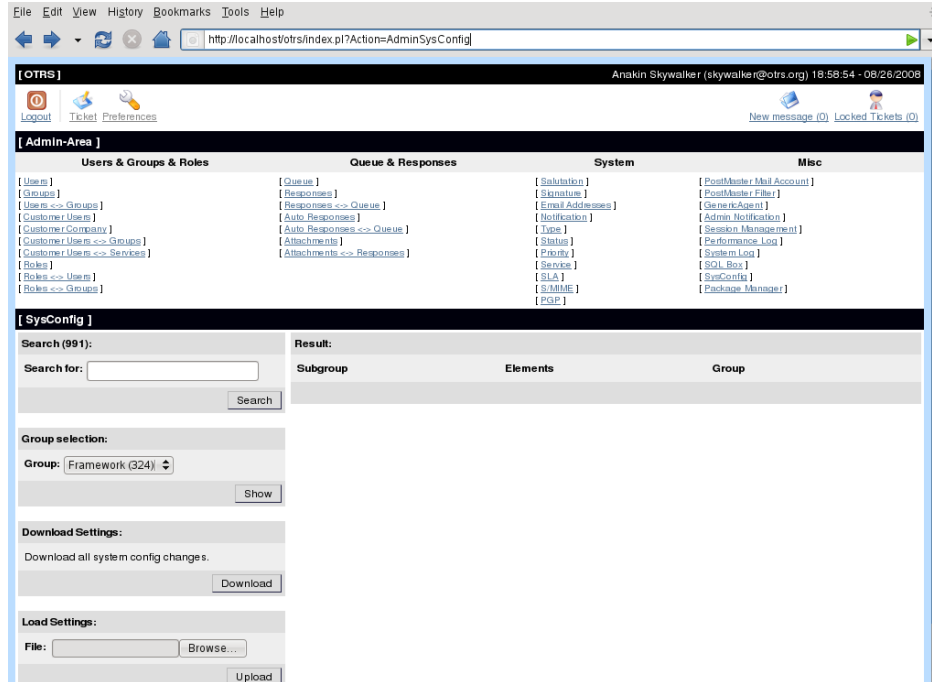 File Edit View History Bookmarks Tools Help
http://localhost/otrs/index.pl?Action=AdminSysConfig
[ OTRS ] Anakin Skywalker (skywalker@otrs.org) 18:58:54 - 08/26/2008
Logout Ticket Preferences New message (0) Locked Tickets (0)
[ Admin-Area ]
Users & Groups & Roles Queue & Responses System Misc
[ Users ] [ Queue ] [ Salutation ] [ PostMaster Mail Account ]
[ Groups ] [ Responses ] [ Signature ] [ PostMaster Filter ]
[ Users <-> Groups ] [ Responses <-> Queue ] [ Email Addresses ] [ GenericAgent ]
[ Customer Users ] [ Auto Responses ] [ Notification ] [ Admin Notification ]
[ Customer Company ] [ Auto Responses <-> Queue ] [ Type ] [ Session Management ]
[ Customer Users <-> Groups ] [ Attachments ] [ Status ] [ Performance Log ]
[ Customer Users <-> Services ] [ Attachments <-> Responses ] [ Priority ] [ System Log ]
[ Roles ] [ Service ] [ SQL Box ]
[ Roles <-> Users ] [ SLA ] [ SysConfig ]
[ Roles <-> Groups ] [ S/MIME ] [ Package Manager ]
[ PGP ]
[ SysConfig ]
Search (991): Result:
Search for: Subgroup Elements Group
Search
Group selection:
Group: Framework (324)
Show
Download Settings:
Download all system config changes.
Download
Load Settings:
File: Browse...
Upload